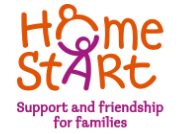 HOme
StARt
Support and friendship
for families